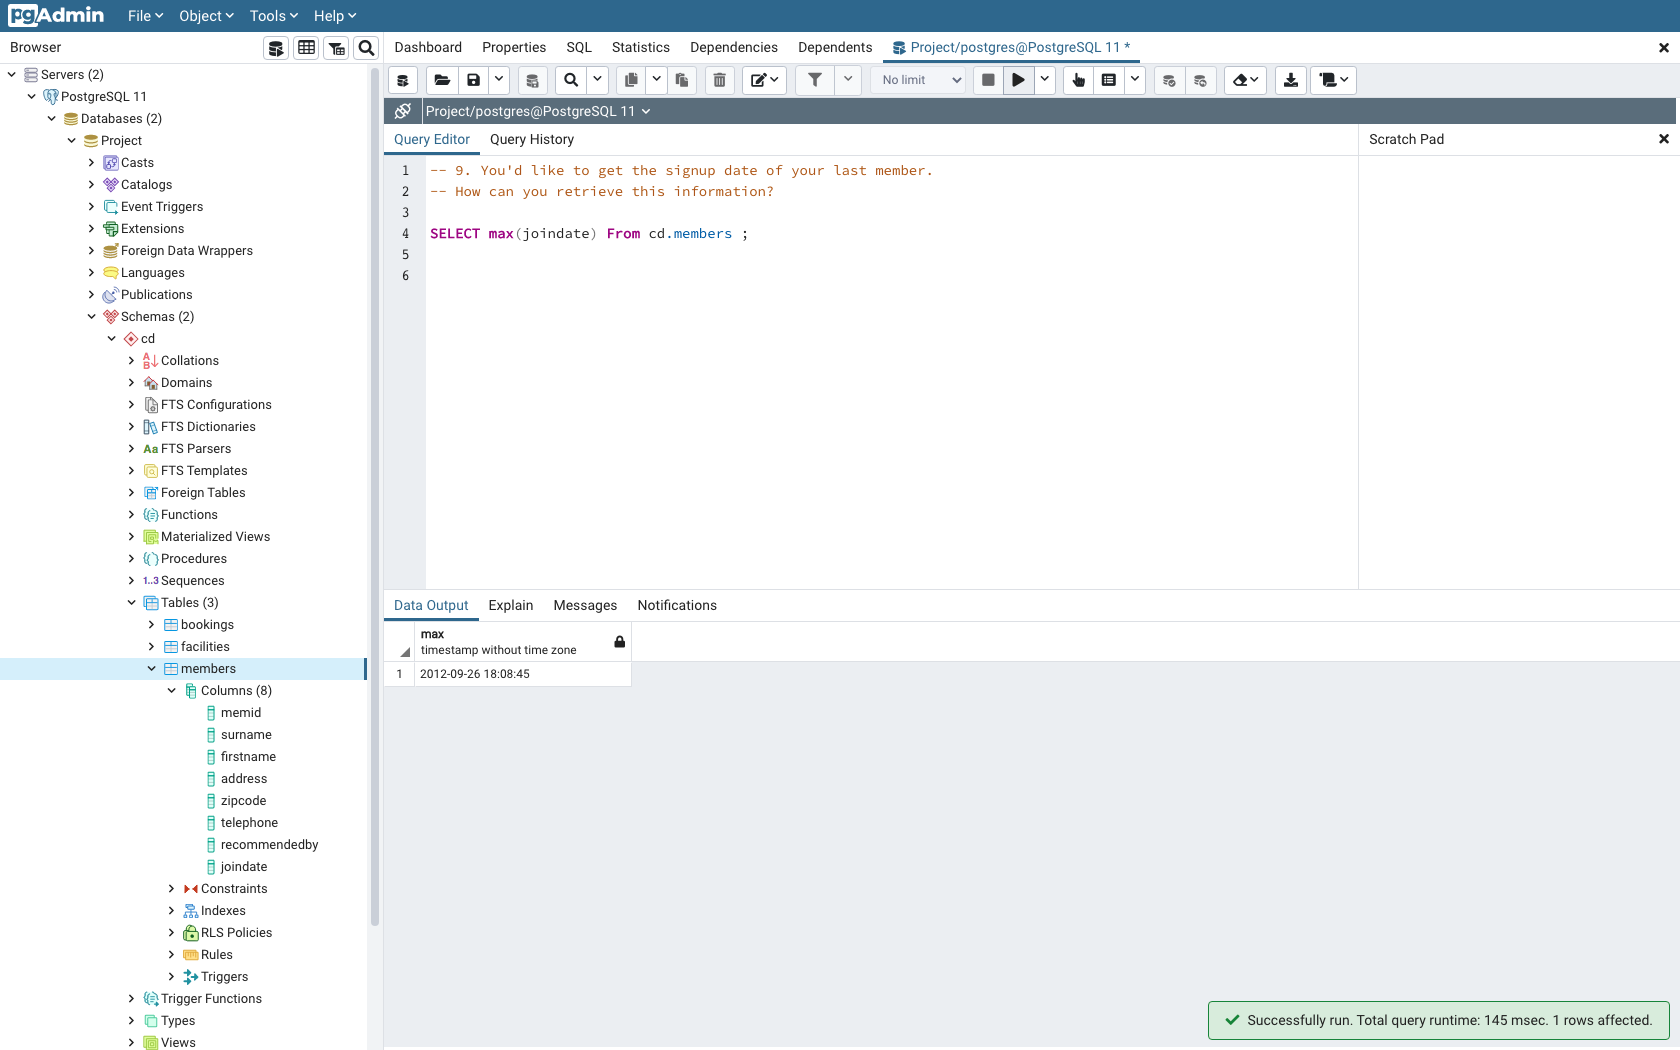 pgAdmin File Object Tools Help
Browser
Dashboard Properties SQL Statistics Dependencies Dependents Project/postgres@PostgreSQL 11 *
Servers (2)
PostgreSQL 11
Databases (2)
Project
Casts
Catalogs
Event Triggers
Extensions
Foreign Data Wrappers
Languages
Publications
Schemas (2)
cd
Collations
Domains
FTS Configurations
FTS Dictionaries
Aa FTS Parsers
FTS Templates
Foreign Tables
Functions
Materialized Views
Procedures
1..3 Sequences
Tables (3)
bookings
facilities
members
Columns (8)
memid
surname
firstname
address
zipcode
telephone
recommendedby
joindate
Constraints
Indexes
RLS Policies
Rules
Triggers
Trigger Functions
Types
Views
No limit
Project/postgres@PostgreSQL 11
Query Editor Query History
Scratch Pad
1 -- 9. You'd like to get the signup date of your last member.
2 -- How can you retrieve this information?
3
4 SELECT max(joindate) From cd.members ;
5
6
Data Output Explain Messages Notifications
max
timestamp without time zone
1 2012-09-26 18:08:45
Successfully run. Total query runtime: 145 msec. 1 rows affected.